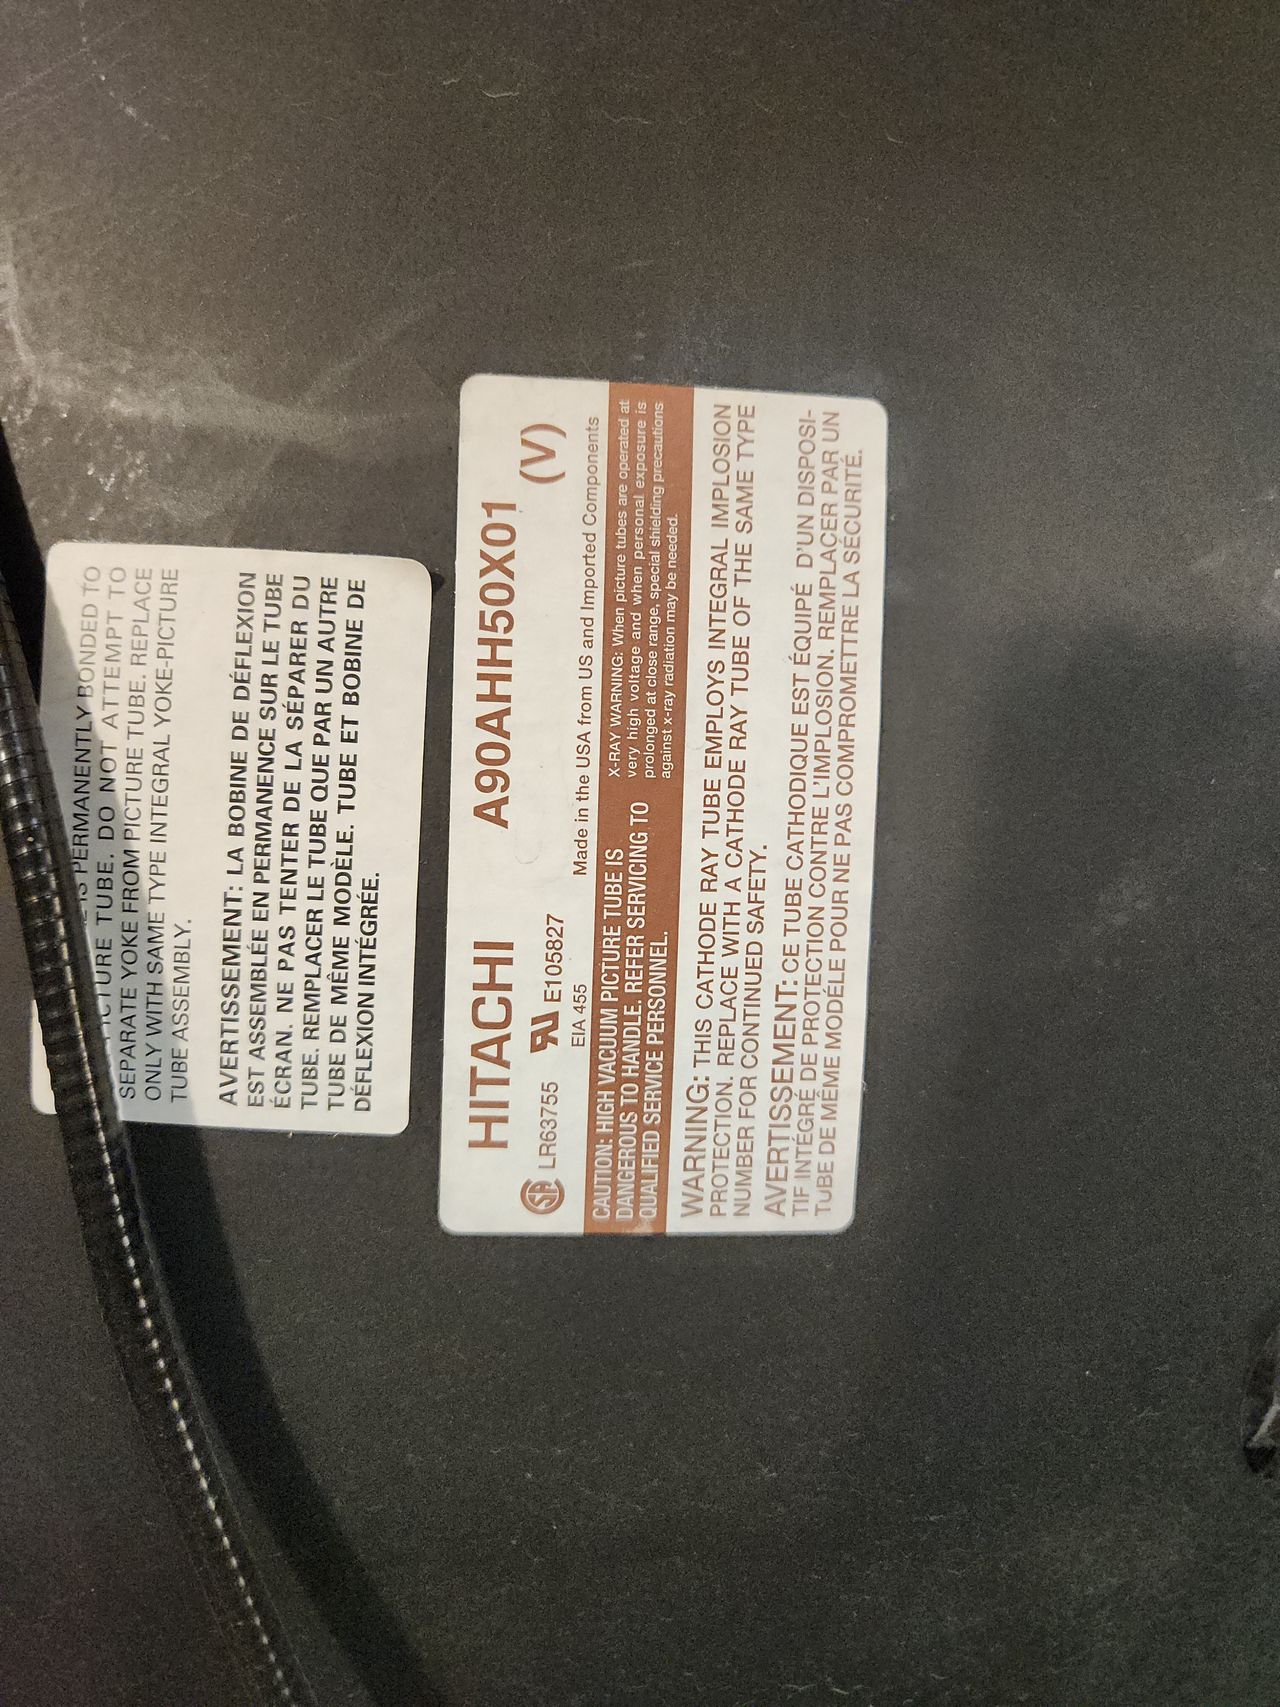 IS PERMANENTLY BONDED TO
PICTURE TUBE. DO NOT ATTEMPT TO
SEPARATE YOKE FROM PICTURE TUBE. REPLACE
ONLY WITH SAME TYPE INTEGRAL YOKE-PICTURE
TUBE ASSEMBLY.
AVERTISSEMENT: LA BOBINE DE DÉFLEXION
EST ASSEMBLÉE EN PERMANENCE SUR LE TUBE
ÉCRAN. NE PAS TENTER DE LA SÉPARER DU
TUBE. REMPLACER LE TUBE QUE PAR UN AUTRE
TUBE DE MÊME MODÈLE. TUBE ET BOBINE DE
DÉFLEXION INTÉGRÉE.
HITACHI A90AHH50X01
LR63755 E105827 (V)
EIA 455 Made in the USA from US and Imported Components
CAUTION: HIGH VACUUM PICTURE TUBE IS
DANGEROUS TO HANDLE. REFER SERVICING TO
QUALIFIED SERVICE PERSONNEL.
X-RAY WARNING: When picture tubes are operated at
very high voltage and when personal exposure is
prolonged at close range, special shielding precautions
against x-ray radiation may be needed.
WARNING: THIS CATHODE RAY TUBE EMPLOYS INTEGRAL IMPLOSION
PROTECTION. REPLACE WITH A CATHODE RAY TUBE OF THE SAME TYPE
NUMBER FOR CONTINUED SAFETY.
AVERTISSEMENT: CE TUBE CATHODIQUE EST ÉQUIPÉ D'UN DISPOSI-
TIF INTÉGRÉ DE PROTECTION CONTRE L'IMPLOSION. REMPLACER PAR UN
TUBE DE MÊME MODÉLE POUR NE PAS COMPROMETTRE LA SÉCURITÉ.